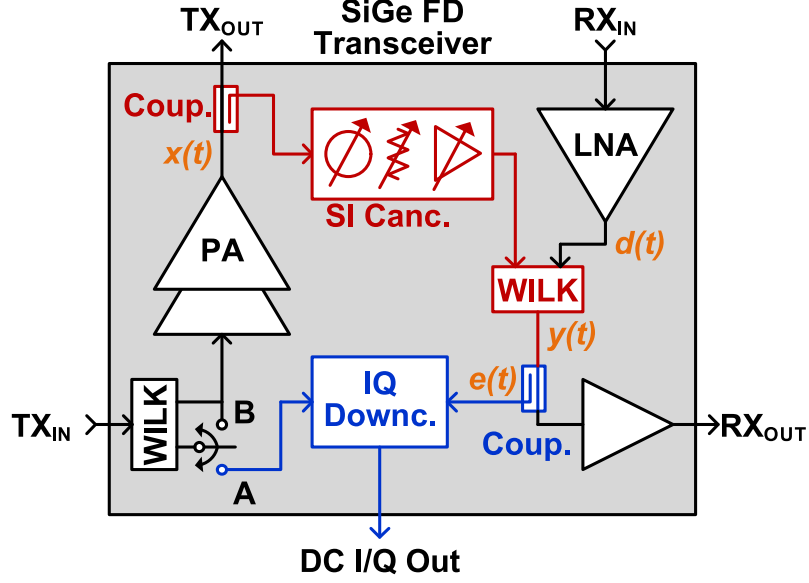 SiGe FD
Transceiver
TX_OUT
RX_IN
Coup.
x(t)
SI Canc.
LNA
d(t)
PA
WILK
y(t)
e(t)
IQ
Downc.
Coup.
TX_IN
WILK
B
A
RX_OUT
DC I/Q Out